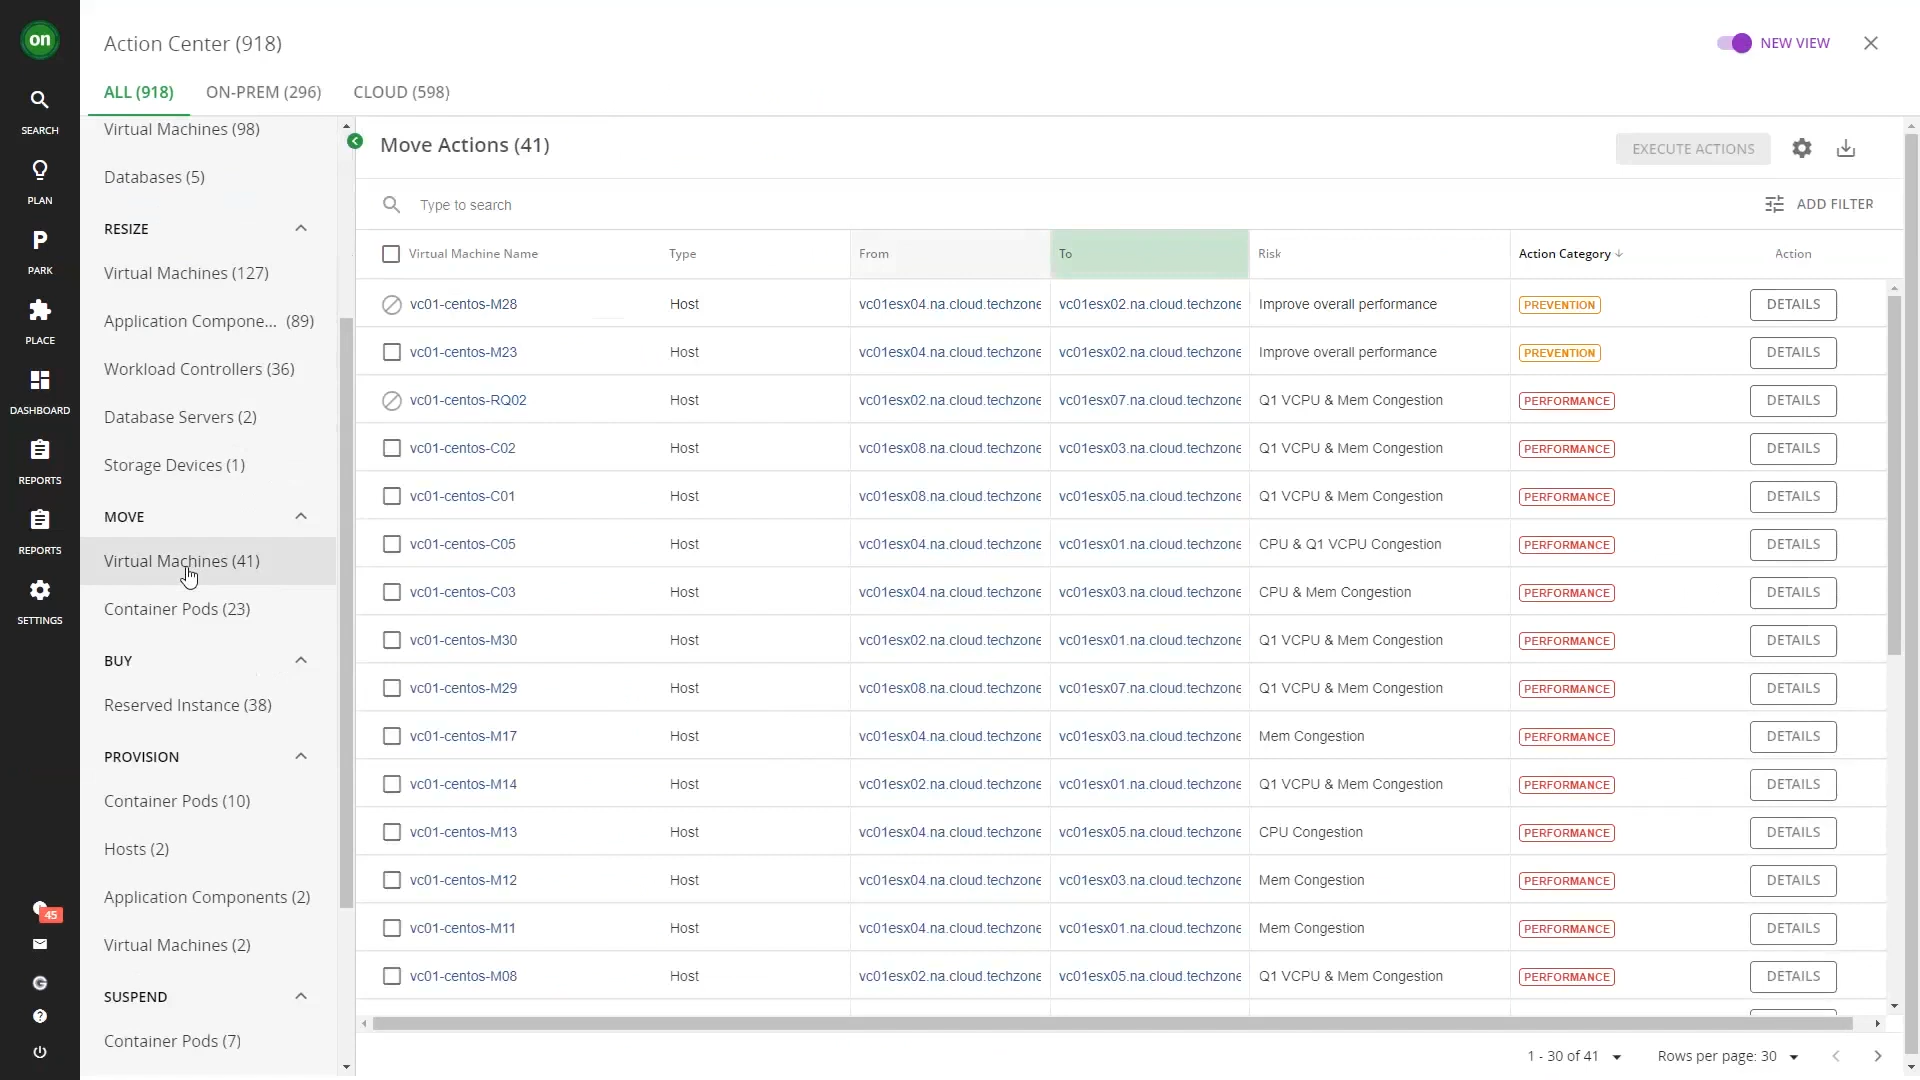 on
SEARCH
PLAN
P
PARK
PLACE
DASHBOARD
REPORTS
REPORTS
SETTINGS
45
Action Center (918)
NEW VIEW
ALL (918) ON-PREM (296) CLOUD (598)
Virtual Machines (98)
Databases (5)
RESIZE
Virtual Machines (127)
Application Compone... (89)
Workload Controllers (36)
Database Servers (2)
Storage Devices (1)
MOVE
Virtual Machines (41)
Container Pods (23)
BUY
Reserved Instance (38)
PROVISION
Container Pods (10)
Hosts (2)
Application Components (2)
Virtual Machines (2)
SUSPEND
Container Pods (7)
Move Actions (41)
EXECUTE ACTIONS
Type to search
ADD FILTER
Virtual Machine Name Type From To Risk Action Category Action
vc01-centos-M28 Host vc01esx04.na.cloud.techzone vc01esx02.na.cloud.techzone Improve overall performance PREVENTION DETAILS
vc01-centos-M23 Host vc01esx04.na.cloud.techzone vc01esx02.na.cloud.techzone Improve overall performance PREVENTION DETAILS
vc01-centos-RQ02 Host vc01esx02.na.cloud.techzone vc01esx07.na.cloud.techzone Q1 VCPU & Mem Congestion PERFORMANCE DETAILS
vc01-centos-C02 Host vc01esx08.na.cloud.techzone vc01esx03.na.cloud.techzone Q1 VCPU & Mem Congestion PERFORMANCE DETAILS
vc01-centos-C01 Host vc01esx08.na.cloud.techzone vc01esx05.na.cloud.techzone Q1 VCPU & Mem Congestion PERFORMANCE DETAILS
vc01-centos-C05 Host vc01esx04.na.cloud.techzone vc01esx01.na.cloud.techzone CPU & Q1 VCPU Congestion PERFORMANCE DETAILS
vc01-centos-C03 Host vc01esx04.na.cloud.techzone vc01esx03.na.cloud.techzone CPU & Mem Congestion PERFORMANCE DETAILS
vc01-centos-M30 Host vc01esx02.na.cloud.techzone vc01esx01.na.cloud.techzone Q1 VCPU & Mem Congestion PERFORMANCE DETAILS
vc01-centos-M29 Host vc01esx08.na.cloud.techzone vc01esx07.na.cloud.techzone Q1 VCPU & Mem Congestion PERFORMANCE DETAILS
vc01-centos-M17 Host vc01esx04.na.cloud.techzone vc01esx03.na.cloud.techzone Mem Congestion PERFORMANCE DETAILS
vc01-centos-M14 Host vc01esx02.na.cloud.techzone vc01esx01.na.cloud.techzone Q1 VCPU & Mem Congestion PERFORMANCE DETAILS
vc01-centos-M13 Host vc01esx04.na.cloud.techzone vc01esx05.na.cloud.techzone CPU Congestion PERFORMANCE DETAILS
vc01-centos-M12 Host vc01esx04.na.cloud.techzone vc01esx03.na.cloud.techzone Mem Congestion PERFORMANCE DETAILS
vc01-centos-M11 Host vc01esx04.na.cloud.techzone vc01esx01.na.cloud.techzone Mem Congestion PERFORMANCE DETAILS
vc01-centos-M08 Host vc01esx02.na.cloud.techzone vc01esx05.na.cloud.techzone Q1 VCPU & Mem Congestion PERFORMANCE DETAILS
1 - 30 of 41 Rows per page: 30